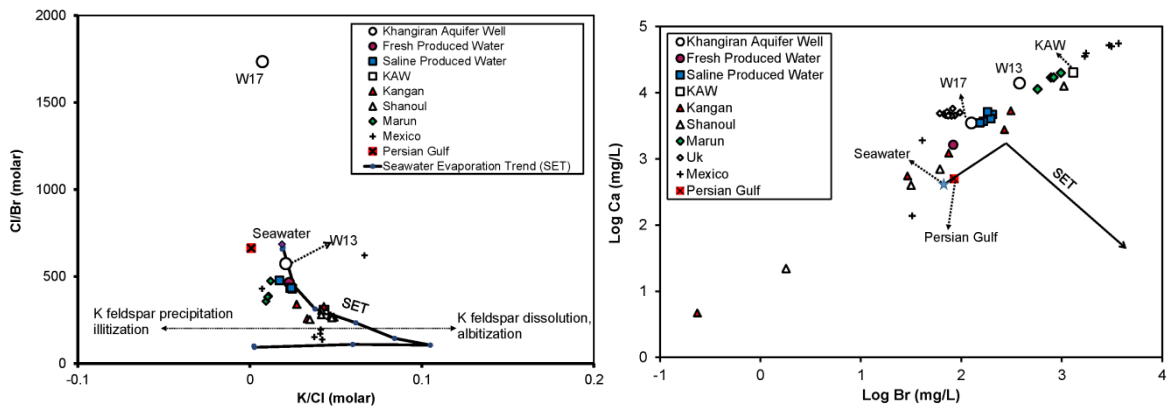 2000
1500
1000
500
0
-0.1
0
0.1
0.2
Cl/Br (molar)
K/Cl (molar)
W17
Khangiran Aquifer Well
Fresh Produced Water
Saline Produced Water
KAW
Kangan
Shanoul
Marun
Mexico
Persian Gulf
Seawater Evaporation Trend (SET)
Seawater
W13
SET
K feldspar precipitation
illitization
K feldspar dissolution,
albitization
5
4
3
2
1
0
-1
0
1
2
3
4
Log Ca (mg/L)
Log Br (mg/L)
Khangiran Aquifer Well
Fresh Produced Water
Saline Produced Water
KAW
Kangan
Shanoul
Marun
Uk
Mexico
Persian Gulf
KAW
W13
W17
Seawater
SET
Persian Gulf